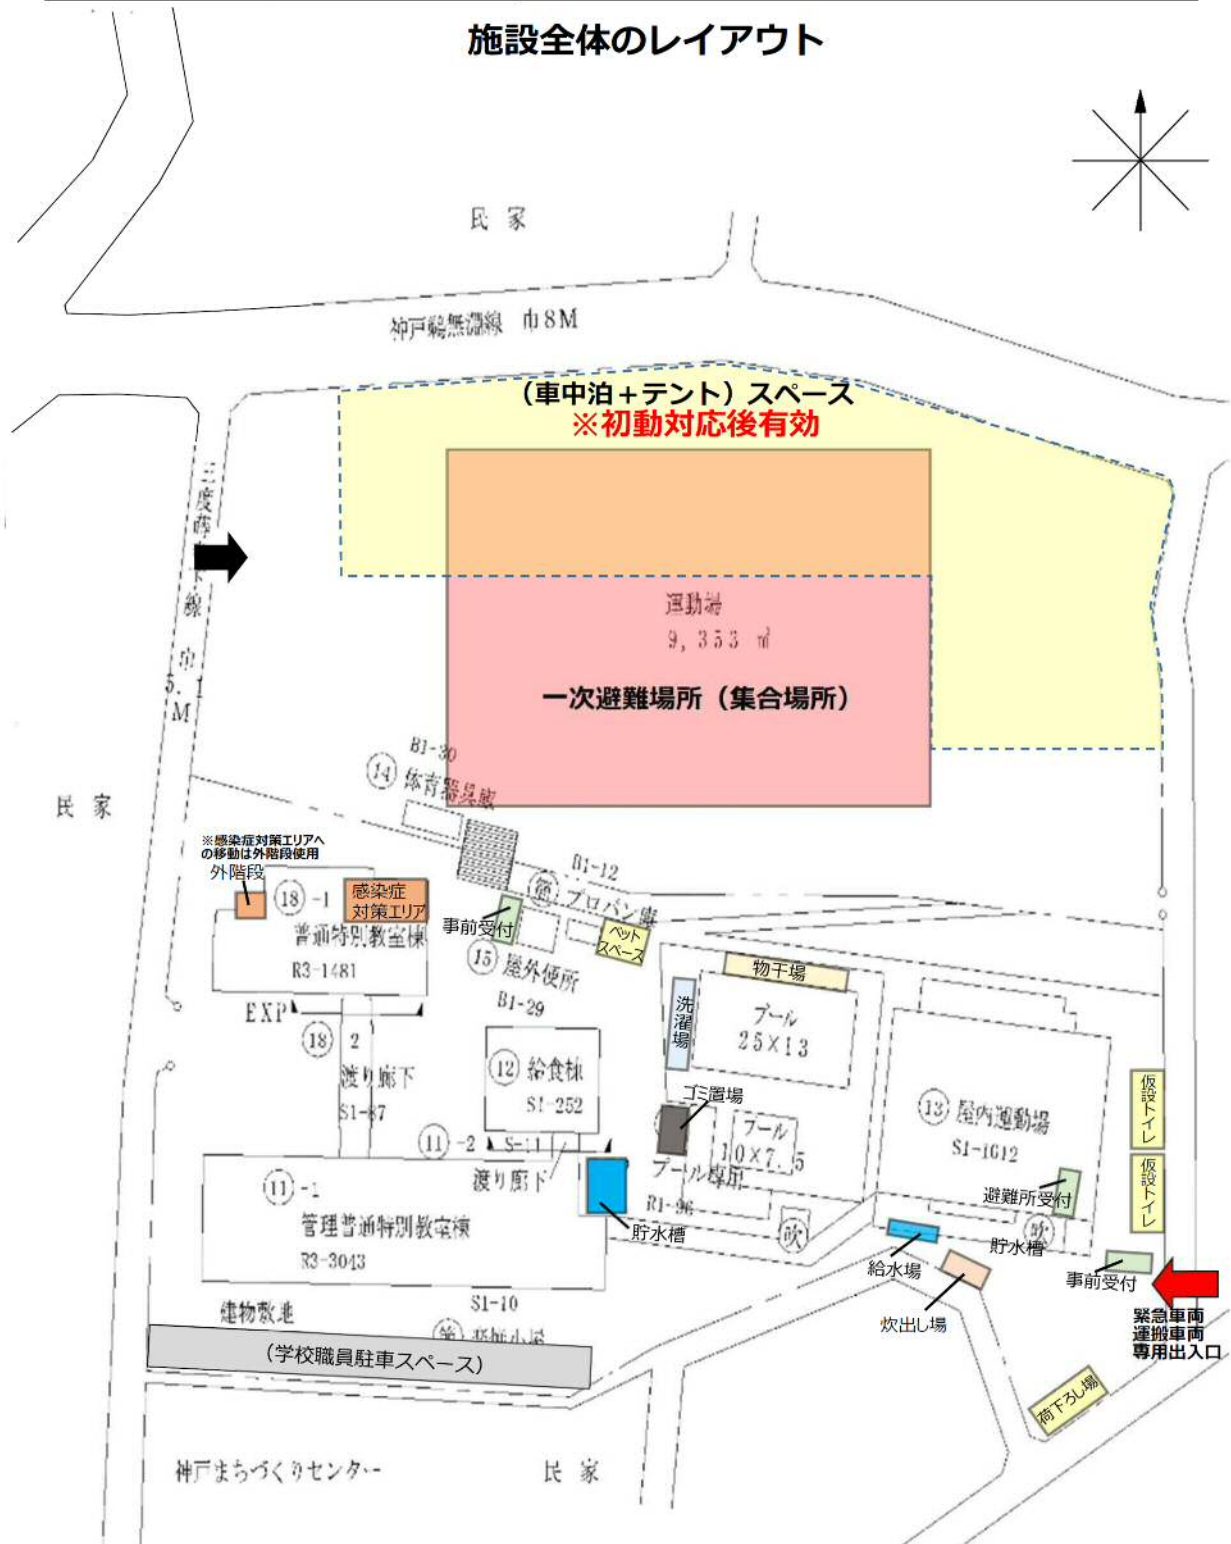 施設全体のレイアウト
民 家
神戸鵜無淵線 巾8M
(車中泊+テント)スペース
※初動対応後有効
運動場
9,353 ㎡
一次避難場所(集合場所)
線
巾
5.1
M
民 家
B1-30
14 体育器具庫
※感染症対策エリアへ
の移動は外階段使用
外階段
18-1
感染症
対策エリア
普通特別教室棟
R3-1481
EXP
B1-12
プロパン庫
事前受付
ペット
スペース
15 屋外便所
B1-29
物干場
洗濯場
プール
25×13
18 2
渡り廊下
S1-87
12 給食棟
S1-252
ゴミ置場
プール
10×7.5
プール専用
R1-96
吹
13 屋内運動場
S1-1612
仮設トイレ
仮設トイレ
避難所受付
吹
11-2 S-11
渡り廊下
貯水槽
11-1
管理普通特別教室棟
R3-3043
給水場
貯水槽
事前受付
炊出し場
緊急車両
運搬車両
専用出入口
S1-10
建物敷地
(学校職員駐車スペース)
荷下ろし場
神戸まちづくりセンター
民 家